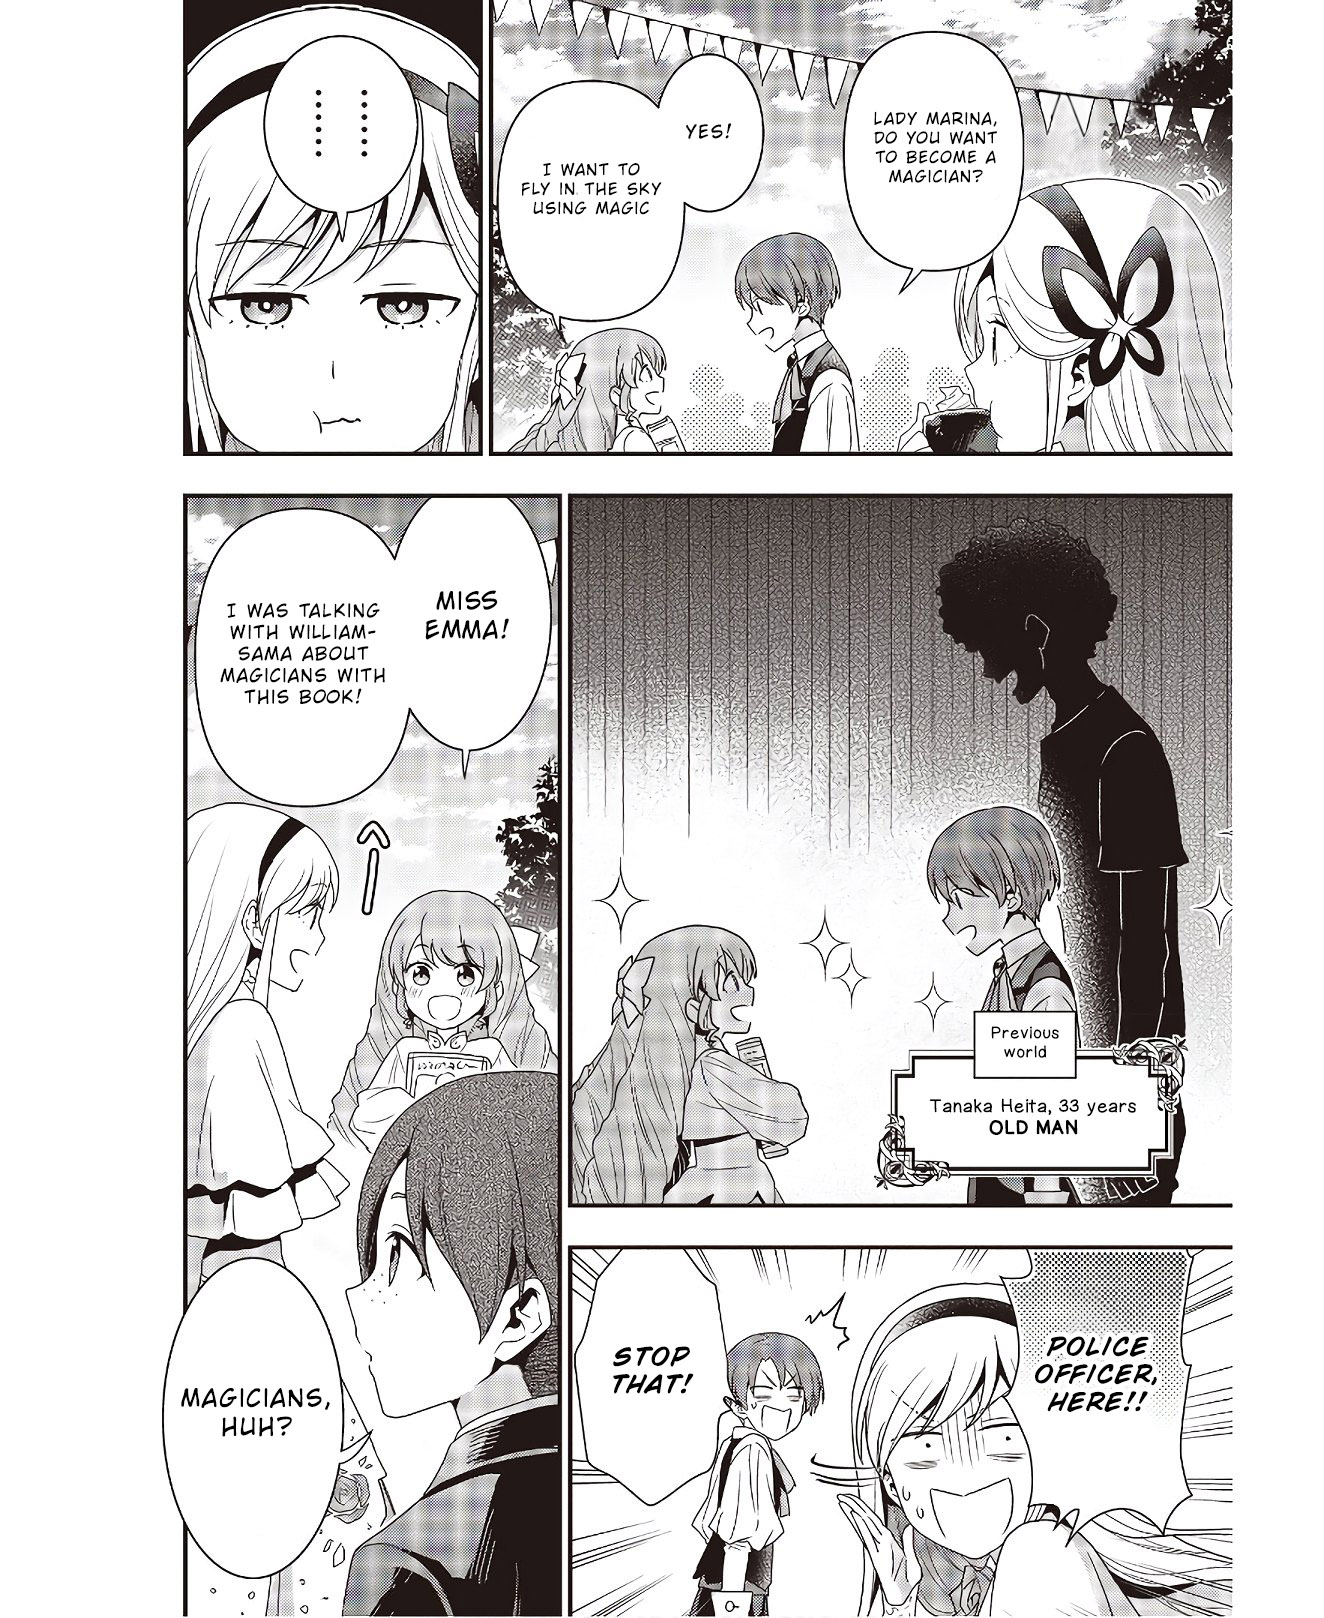 LADY MARINA,
DO YOU WANT
TO BECOME A
MAGICIAN?
YES!
I WANT TO
FLY IN THE SKY
USING MAGIC
Previous
world
Tanaka Heita, 33 years
OLD MAN
POLICE
OFFICER,
HERE!!
STOP
THAT!
MISS
EMMA!
I WAS TALKING
WITH WILLIAM-
SAMA ABOUT
MAGICIANS WITH
THIS BOOK!
MAGICIANS,
HUH?